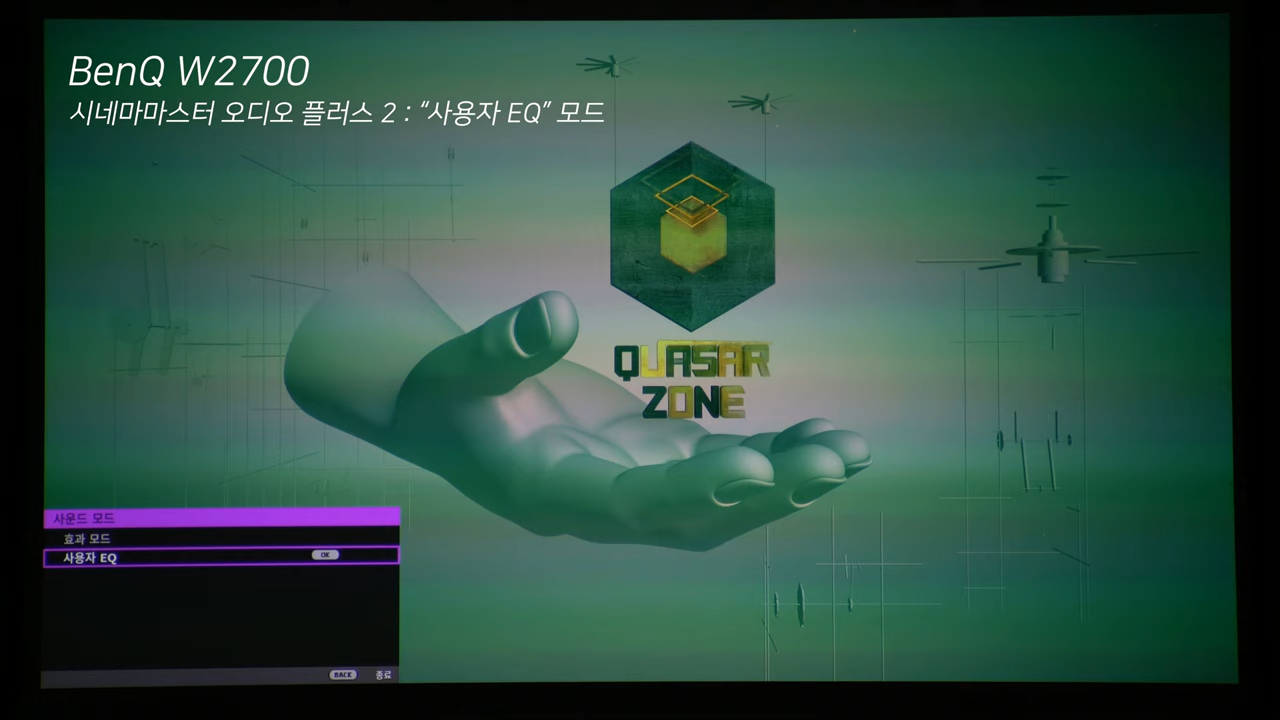 BenQ W2700
시네마마스터 오디오 플러스 2 : “사용자 EQ” 모드
QUASAR
ZONE
사운드 모드
효과 모드
사용자 EQ OK
BACK 종료